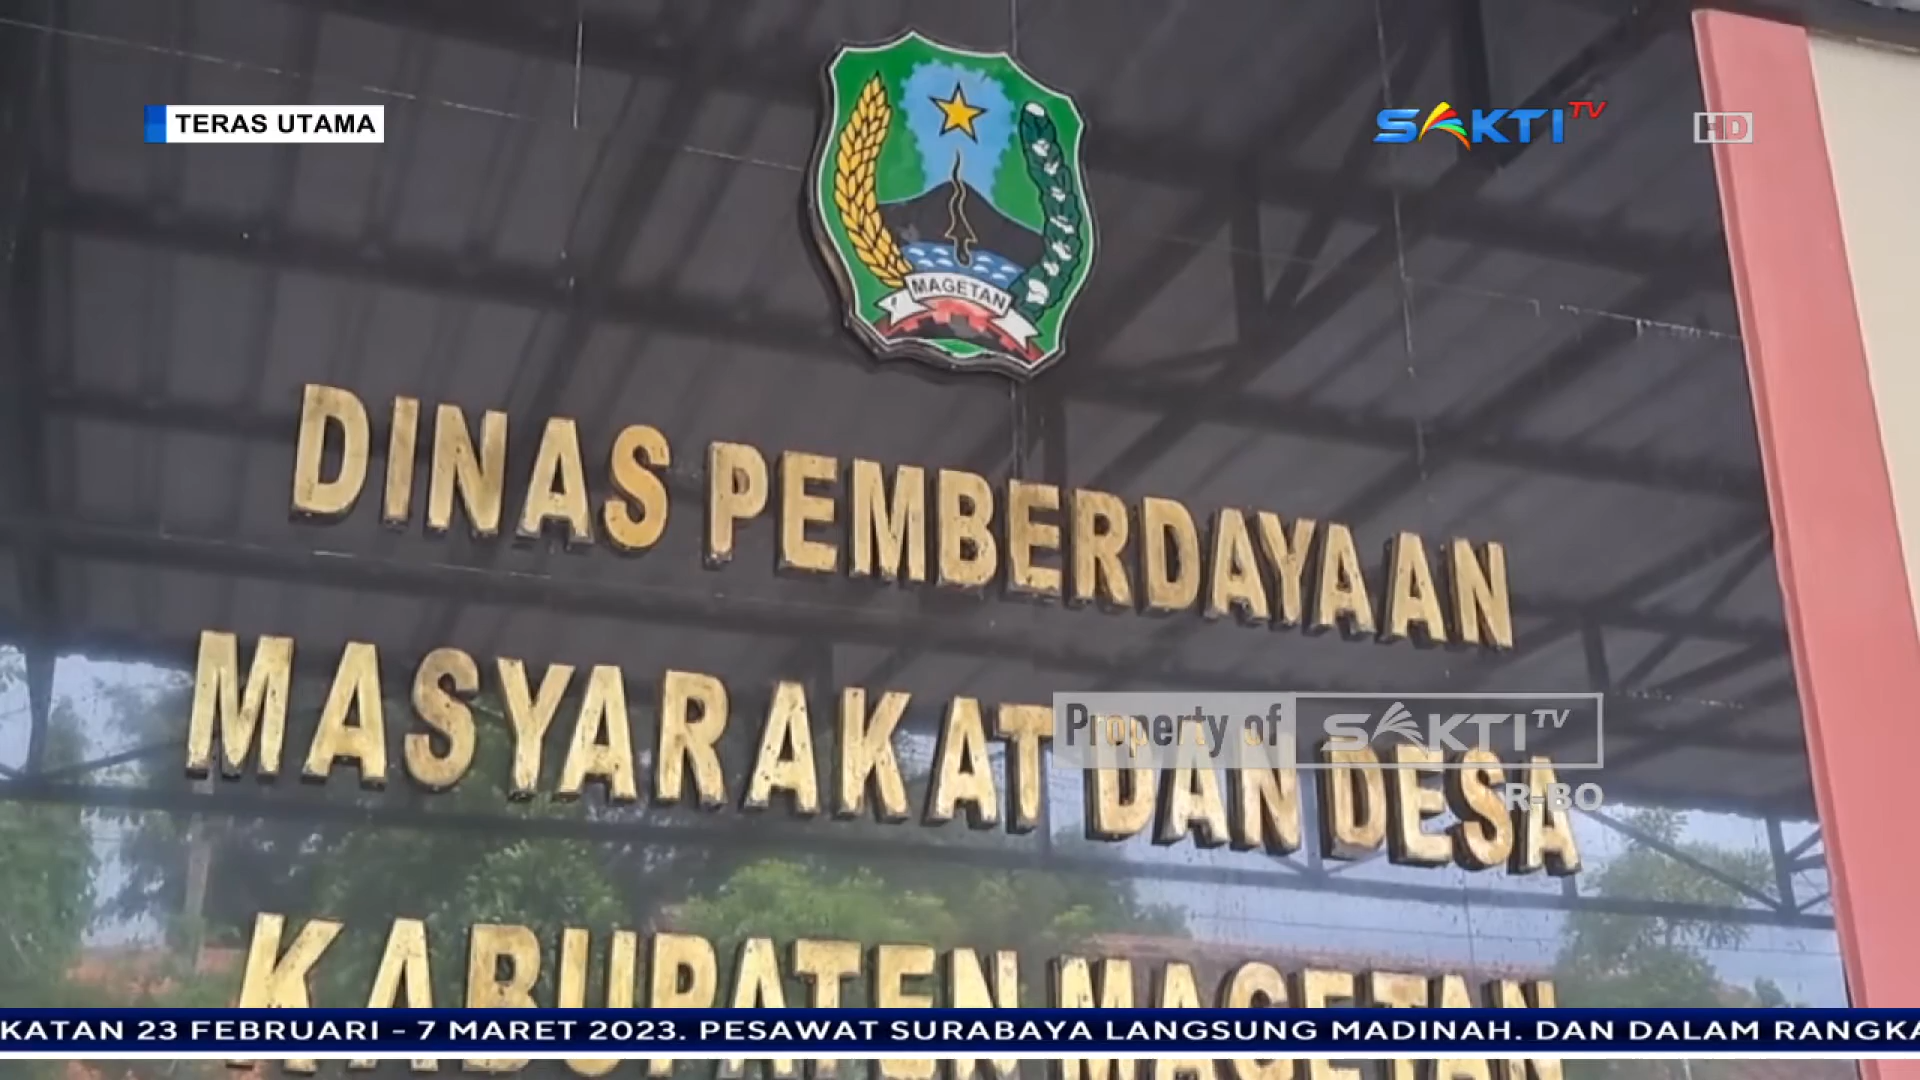 TERAS UTAMA
SAKTI TV
HD
MAGETAN
DINAS PEMBERDAYAAN
MASYARAKAT DAN DESA
Property of SAKTI TV
R-BO
KABUPATEN MAGETAN
KATAN 23 FEBRUARI - 7 MARET 2023. PESAWAT SURABAYA LANGSUNG MADINAH. DAN DALAM RANGKA